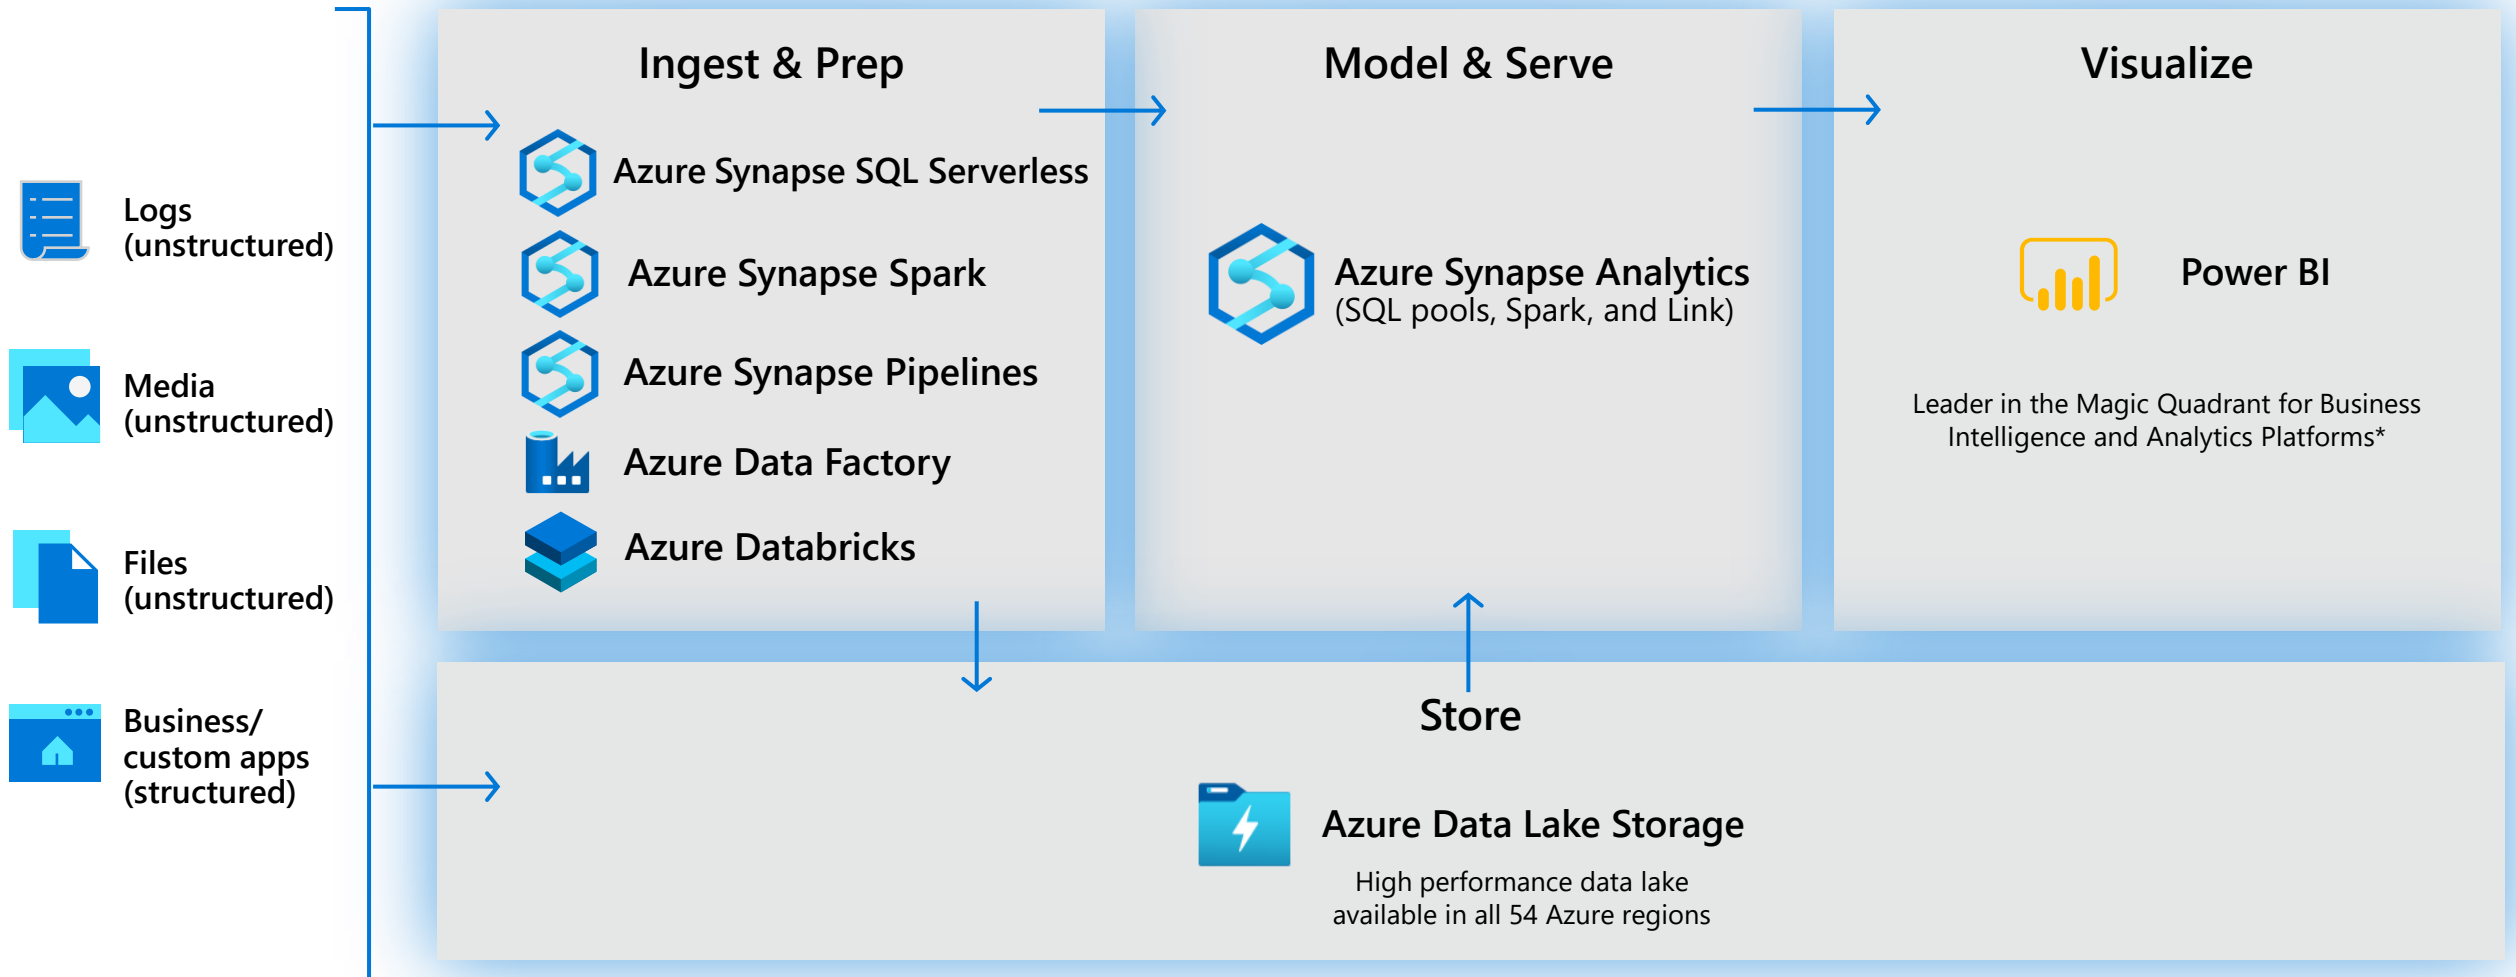 Logs
(unstructured)
Media
(unstructured)
Files
(unstructured)
Business/
custom apps
(structured)
Ingest & Prep
Azure Synapse SQL Serverless
Azure Synapse Spark
Azure Synapse Pipelines
Azure Data Factory
Azure Databricks
Model & Serve
Azure Synapse Analytics
(SQL pools, Spark, and Link)
Visualize
Power BI
Leader in the Magic Quadrant for Business
Intelligence and Analytics Platforms*
Store
Azure Data Lake Storage
High performance data lake
available in all 54 Azure regions